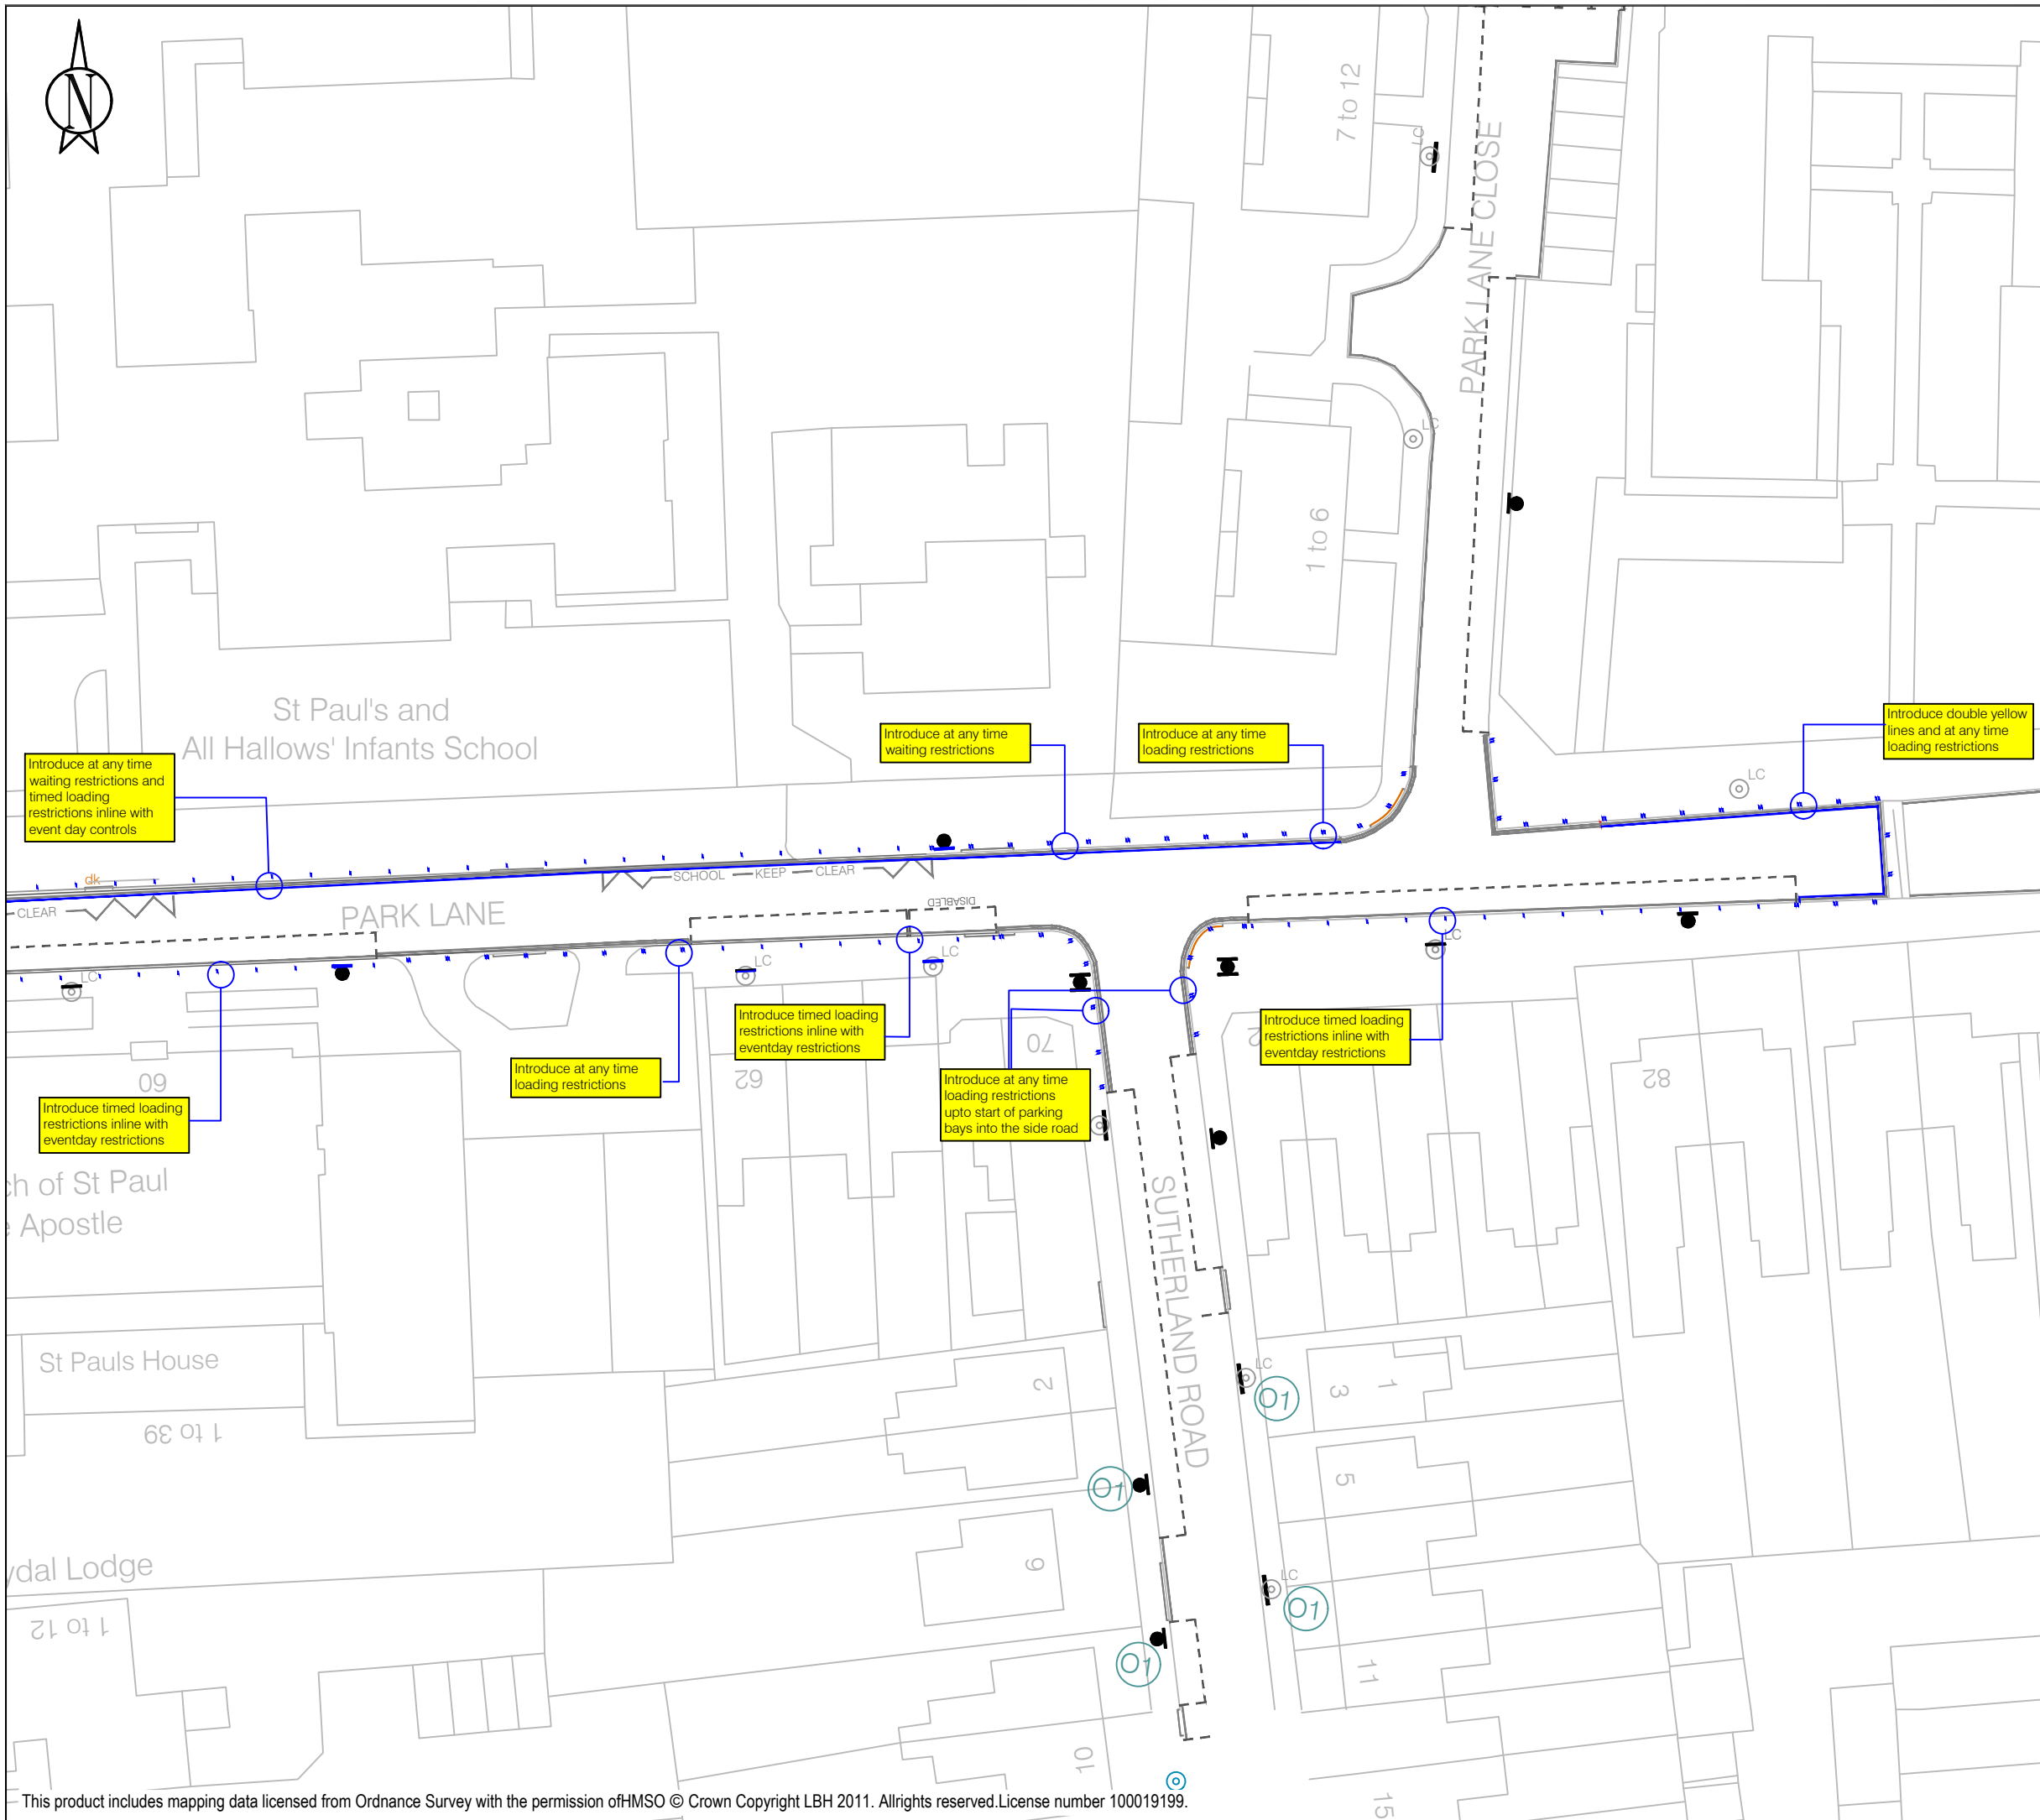 N
7 to 12
LC
PARK LANE CLOSE
LC
1 to 6
St Paul's and
All Hallows' Infants School
Introduce at any time
waiting restrictions and
timed loading
restrictions inline with
event day controls
Introduce at any time
waiting restrictions
Introduce at any time
loading restrictions
Introduce double yellow
lines and at any time
loading restrictions
LC
dk
SCHOOL KEEP CLEAR
CLEAR
PARK LANE
DISABLED
LC
LC
LC
LC
Introduce timed loading
restrictions inline with
eventday restrictions
Introduce timed loading
restrictions inline with
eventday restrictions
Introduce at any time
loading restrictions
Introduce at any time
loading restrictions
upto start of parking
bays into the side road
Introduce timed loading
restrictions inline with
eventday restrictions
60
62
70
2
82
ch of St Paul
e Apostle
SUTHERLAND ROAD
St Pauls House
1 to 39
2
LC
01
3
1
5
01
ydal Lodge
1 to 12
6
LC
01
01
11
10
15
This product includes mapping data licensed from Ordnance Survey with the permission ofHMSO © Crown Copyright LBH 2011. Allrights reserved.License number 100019199.